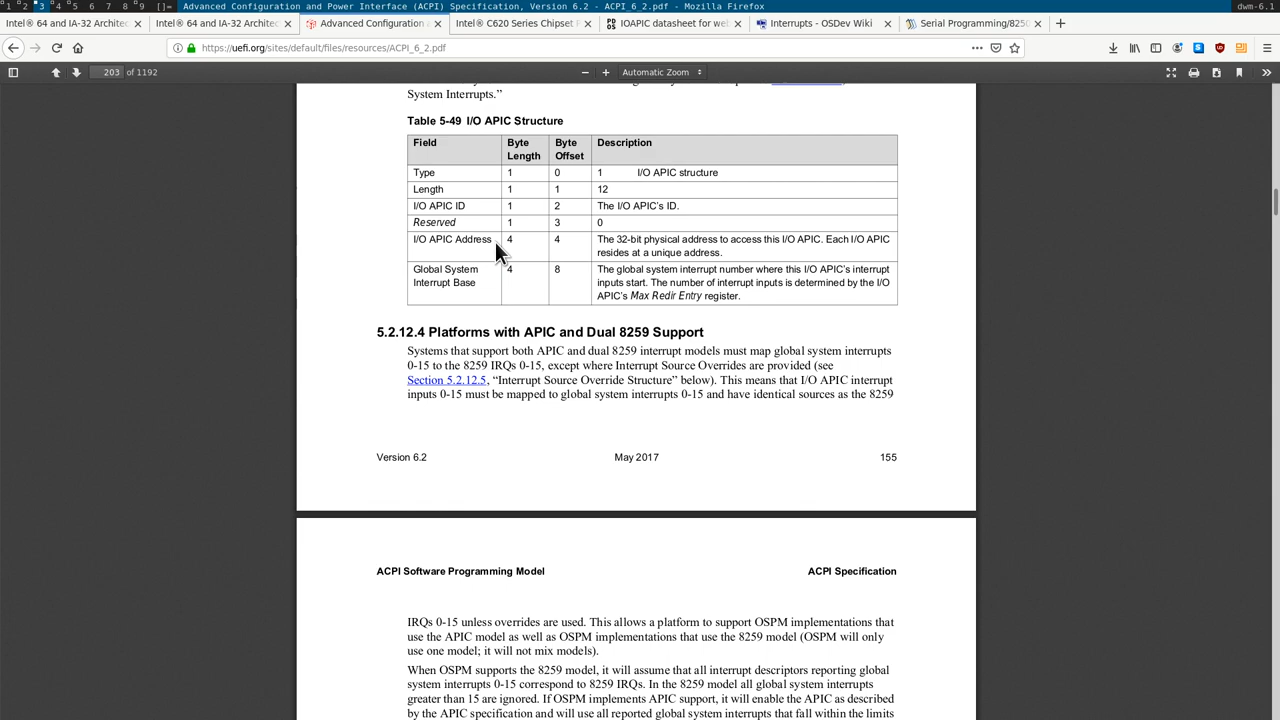 1 2 3 4 5 6 7 8 9 []= Advanced Configuration and Power Interface (ACPI) Specification, Version 6.2 - ACPI_6_2.pdf - Mozilla Firefox dwm-6.1
Intel® 64 and IA-32 Architec × Intel® 64 and IA-32 Architec × Advanced Configuration a × Intel® C620 Series Chipset P × IOAPIC datasheet for we × Interrupts - OSDev Wiki × Serial Programming/825 × +
https://uefi.org/sites/default/files/resources/ACPI_6_2.pdf
203 of 1192 Automatic Zoom
System Interrupts.”
Table 5-49 I/O APIC Structure
Field Byte Length Byte Offset Description
Type 1 0 1 I/O APIC structure
Length 1 1 12
I/O APIC ID 1 2 The I/O APIC’s ID.
Reserved 1 3 0
I/O APIC Address 4 4 The 32-bit physical address to access this I/O APIC. Each I/O APIC
resides at a unique address.
Global System 4 8 The global system interrupt number where this I/O APIC’s interrupt
Interrupt Base inputs start. The number of interrupt inputs is determined by the I/O
APIC’s Max Redir Entry register.
5.2.12.4 Platforms with APIC and Dual 8259 Support
Systems that support both APIC and dual 8259 interrupt models must map global system interrupts
0-15 to the 8259 IRQs 0-15, except where Interrupt Source Overrides are provided (see
Section 5.2.12.5, “Interrupt Source Override Structure” below). This means that I/O APIC interrupt
inputs 0-15 must be mapped to global system interrupts 0-15 and have identical sources as the 8259
Version 6.2 May 2017 155
ACPI Software Programming Model ACPI Specification
IRQs 0-15 unless overrides are used. This allows a platform to support OSPM implementations that
use the APIC model as well as OSPM implementations that use the 8259 model (OSPM will only
use one model; it will not mix models).
When OSPM supports the 8259 model, it will assume that all interrupt descriptors reporting global
system interrupts 0-15 correspond to 8259 IRQs. In the 8259 model all global system interrupts
greater than 15 are ignored. If OSPM implements APIC support, it will enable the APIC as described
by the APIC specification and will use all reported global system interrupts that fall within the limits